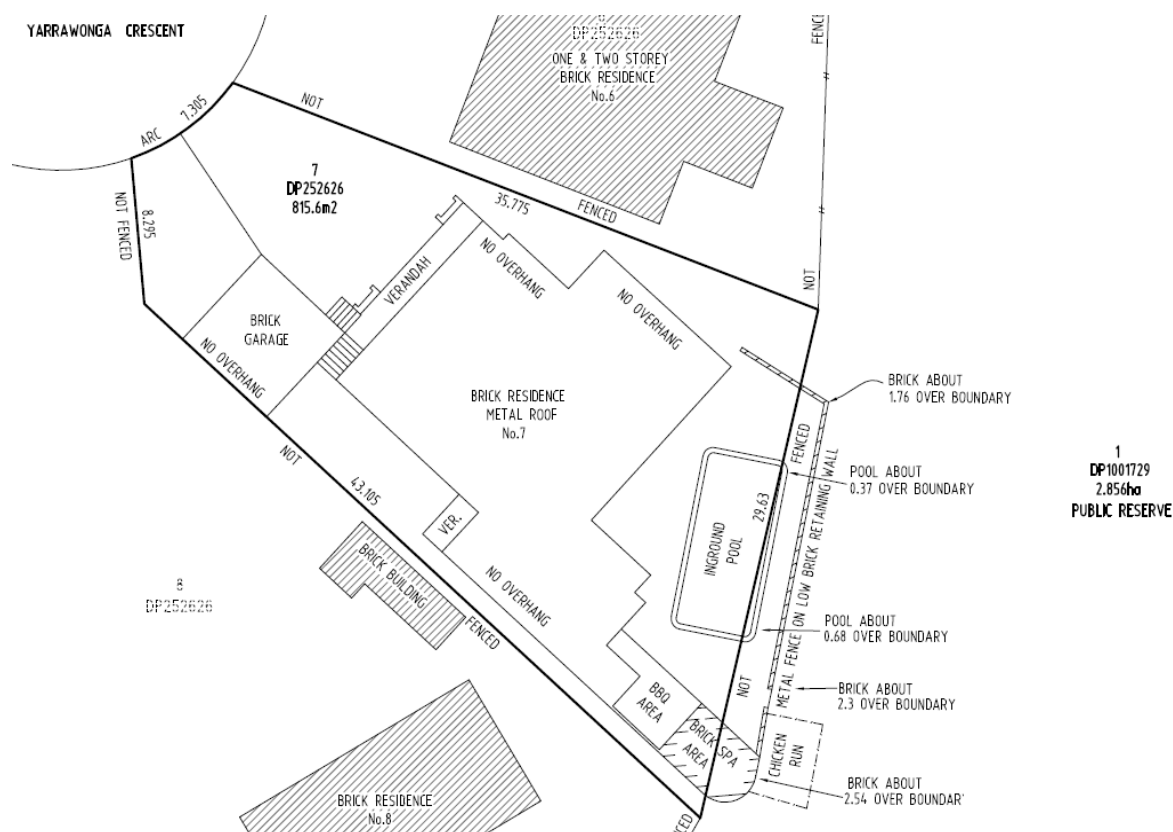 YARRAWONGA CRESCENT
DP252626
ONE & TWO STOREY
BRICK RESIDENCE
No.6
FENCE
ARC 7.305
NOT
FENCED
35.775
NOT
7
DP252626
815.6m2
NOT FENCED
8.295
VERANDAH
NO OVERHANG
NO OVERHANG
BRICK
GARAGE
NO OVERHANG
BRICK RESIDENCE
METAL ROOF
No.7
BRICK ABOUT
1.76 OVER BOUNDARY
FENCED
METAL FENCE ON LOW BRICK RETAINING WALL
POOL ABOUT
0.37 OVER BOUNDARY
1
DP1001729
2.856ha
PUBLIC RESERVE
NOT
43.105
VER.
INGROUND
POOL
29.63
BRICK BUILDING
NO OVERHANG
FENCED
8
DP252626
POOL ABOUT
0.68 OVER BOUNDARY
NOT
BRICK ABOUT
2.3 OVER BOUNDARY
BBQ
AREA
BRICK SPA
AREA
CHICKEN
RUN
BRICK ABOUT
2.54 OVER BOUNDAR
BRICK RESIDENCE
No.8